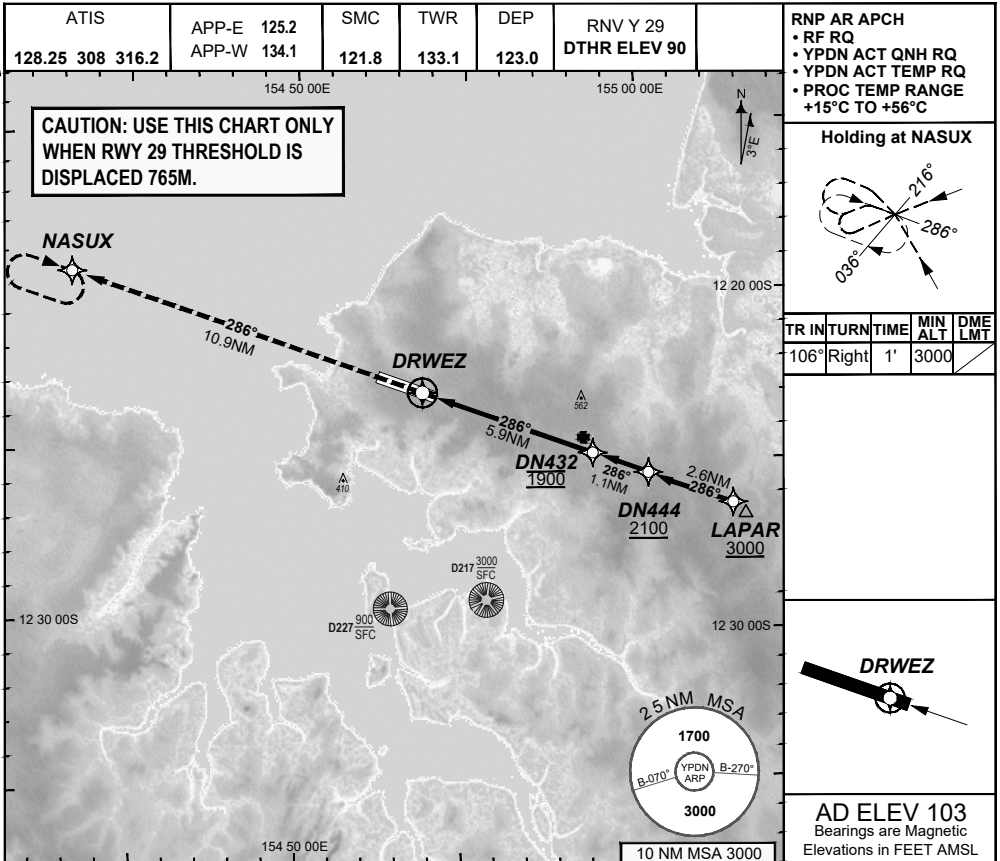 ATIS
128.25 308 316.2
APP-E 125.2
APP-W 134.1
SMC
121.8
TWR
133.1
DEP
123.0
RNV Y 29
DTHR ELEV 90
RNP AR APCH
• RF RQ
• YPDN ACT QNH RQ
• YPDN ACT TEMP RQ
• PROC TEMP RANGE
+15°C TO +56°C
154 50 00E
155 00 00E
CAUTION: USE THIS CHART ONLY
WHEN RWY 29 THRESHOLD IS
DISPLACED 765M.
N
3°E
Holding at NASUX
216°
286°
036°
TR IN TURN TIME MIN ALT DME LMT
106° Right 1' 3000
NASUX
12 20 00S
286°
10.9NM
DRWEZ
562
286°
5.9NM
DN432
1900
286°
1.1NM
DN444
2100
2.6NM
286°
LAPAR
3000
410
D217 3000
SFC
D227 900
SFC
12 30 00S
DRWEZ
25 NM MSA
1700
B-070°
YPDN
ARP
B-270°
3000
10 NM MSA 3000
154 50 00E
AD ELEV 103
Bearings are Magnetic
Elevations in FEET AMSL